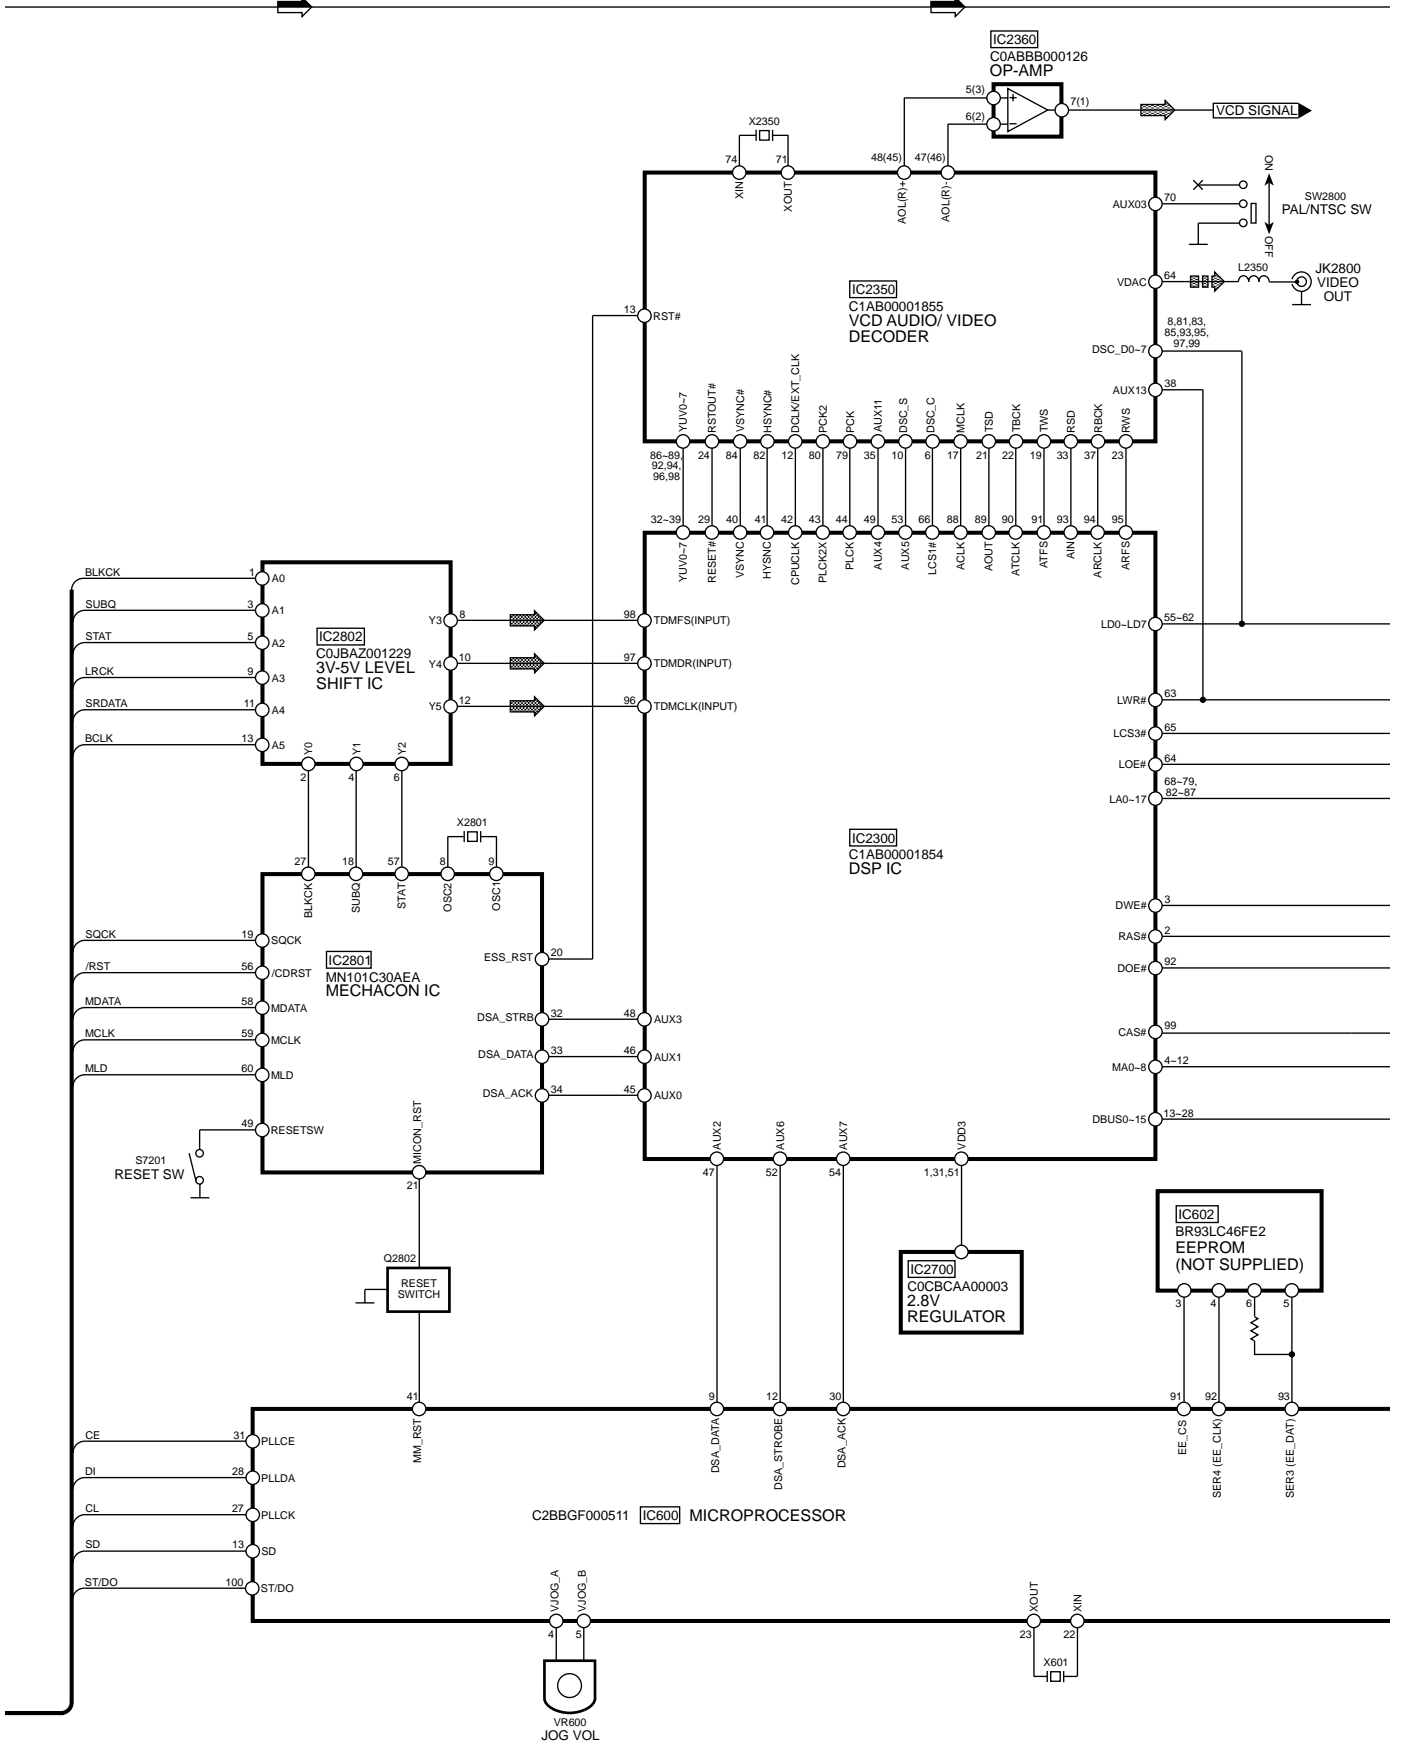 IC2360
C0ABBB000126
OP-AMP
5(3)
+
7(1)
VCD SIGNAL
6(2)
−
X2350
74
71
48(45)
47(46)
XIN
XOUT
AOL(R)+
AOL(R)-
AUX03
70
ON
OFF
SW2800
PAL/NTSC SW
VDAC
64
L2350
JK2800
VIDEO
OUT
IC2350
C1AB00001855
VCD AUDIO/ VIDEO
DECODER
13
RST#
8,81,83,
85,93,95,
97,99
DSC_D0~7
AUX13
38
YUV0~7
RSTOUT#
VSYNC#
HSYNC#
DCLK/EXT_CLK
PCK2
PCK
AUX11
DSC_S
DSC_C
MCLK
TSD
TBCK
TWS
RSD
RBCK
RWS
86~89,
92,94,
96,98
24
84
82
12
80
79
35
10
6
17
21
22
19
33
37
23
32~39
29
40
41
42
43
44
49
53
66
88
89
90
91
93
94
95
YUV0~7
RESET#
VSYNC
HYSNC
CPUCLK
PLCK2X
PLCK
AUX4
AUX5
LCS1#
ACLK
AOUT
ATCLK
ATFS
AIN
ARCLK
ARFS
BLKCK
1
A0
SUBQ
3
A1
STAT
5
A2
LRCK
9
A3
SRDATA
11
A4
BCLK
13
A5
IC2802
C0JBAZ001229
3V-5V LEVEL
SHIFT IC
Y3
8
Y4
10
Y5
12
Y0
Y1
Y2
2
4
6
98
TDMFS(INPUT)
97
TDMDR(INPUT)
96
TDMCLK(INPUT)
LD0~LD7
55~62
LWR#
63
LCS3#
65
LOE#
64
68~79,
82~87
LA0~17
IC2300
C1AB00001854
DSP IC
DWE#
3
RAS#
2
DOE#
92
CAS#
99
MA0~8
4~12
DBUS0~15
13~28
X2801
27
18
57
8
9
BLKCK
SUBQ
STAT
OSC2
OSC1
SQCK
19
SQCK
/RST
56
/CDRST
MDATA
58
MDATA
MCLK
59
MCLK
MLD
60
MLD
49
RESETSW
S7201
RESET SW
IC2801
MN101C30AEA
MECHACON IC
ESS_RST
20
DSA_STRB
32
DSA_DATA
33
DSA_ACK
34
MICON_RST
21
48
AUX3
46
AUX1
45
AUX0
AUX2
AUX6
AUX7
VDD3
47
52
54
1,31,51
Q2802
RESET
SWITCH
IC2700
C0CBCAA00003
2.8V
REGULATOR
IC602
BR93LC46FE2
EEPROM
(NOT SUPPLIED)
3
4
6
5
41
9
12
30
91
92
93
MM_RST
DSA_DATA
DSA_STROBE
DSA_ACK
EE_CS
SER4 (EE_CLK)
SER3 (EE_DAT)
CE
31
PLLCE
DI
28
PLLDA
CL
27
PLLCK
SD
13
SD
ST/DO
100
ST/DO
C2BBGF000511 IC600 MICROPROCESSOR
VJOG_A
VJOG_B
4
5
VR600
JOG VOL
XOUT
XIN
23
22
X601